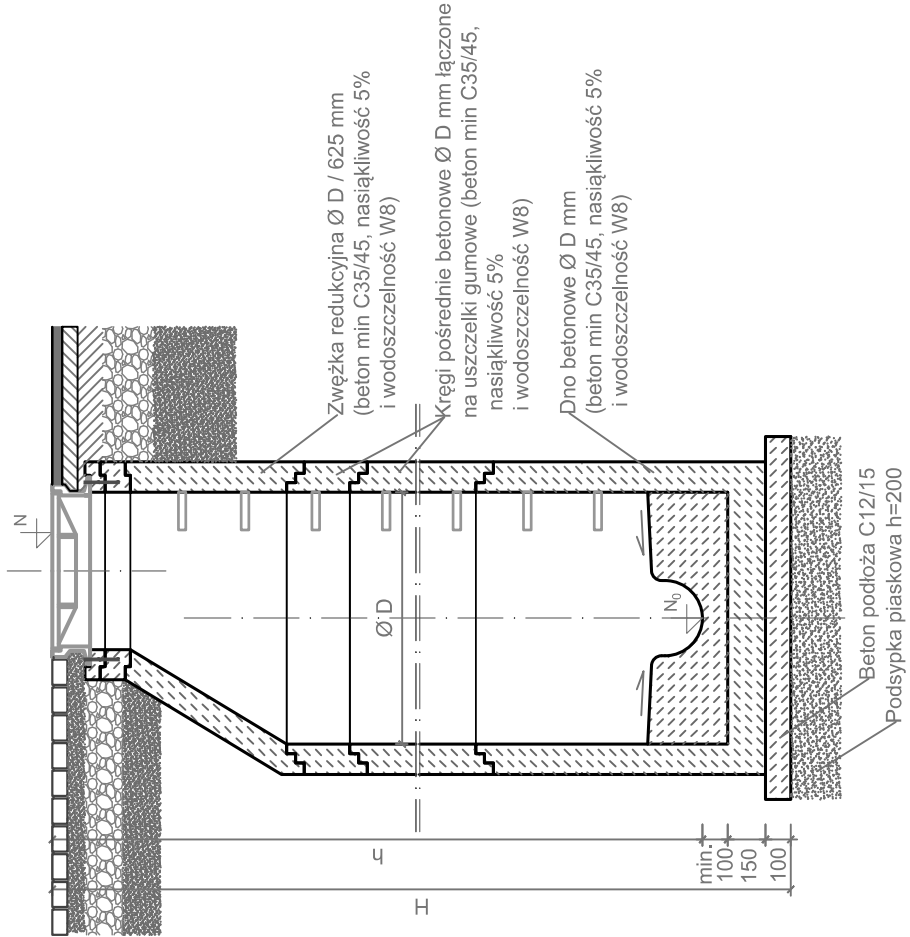 N
Zwężka redukcyjna Ø D / 625 mm
(beton min C35/45, nasiąkliwość 5%
i wodoszczelność W8)
Kręgi pośrednie betonowe Ø D mm łączone
na uszczelki gumowe (beton min C35/45,
nasiąkliwość 5%
i wodoszczelność W8)
Dno betonowe Ø D mm
(beton min C35/45, nasiąkliwość 5%
i wodoszczelność W8)
Ø D
N₀
Beton podłoża C12/15
Podsypka piaskowa h=200
h
H
min.
100
150
100